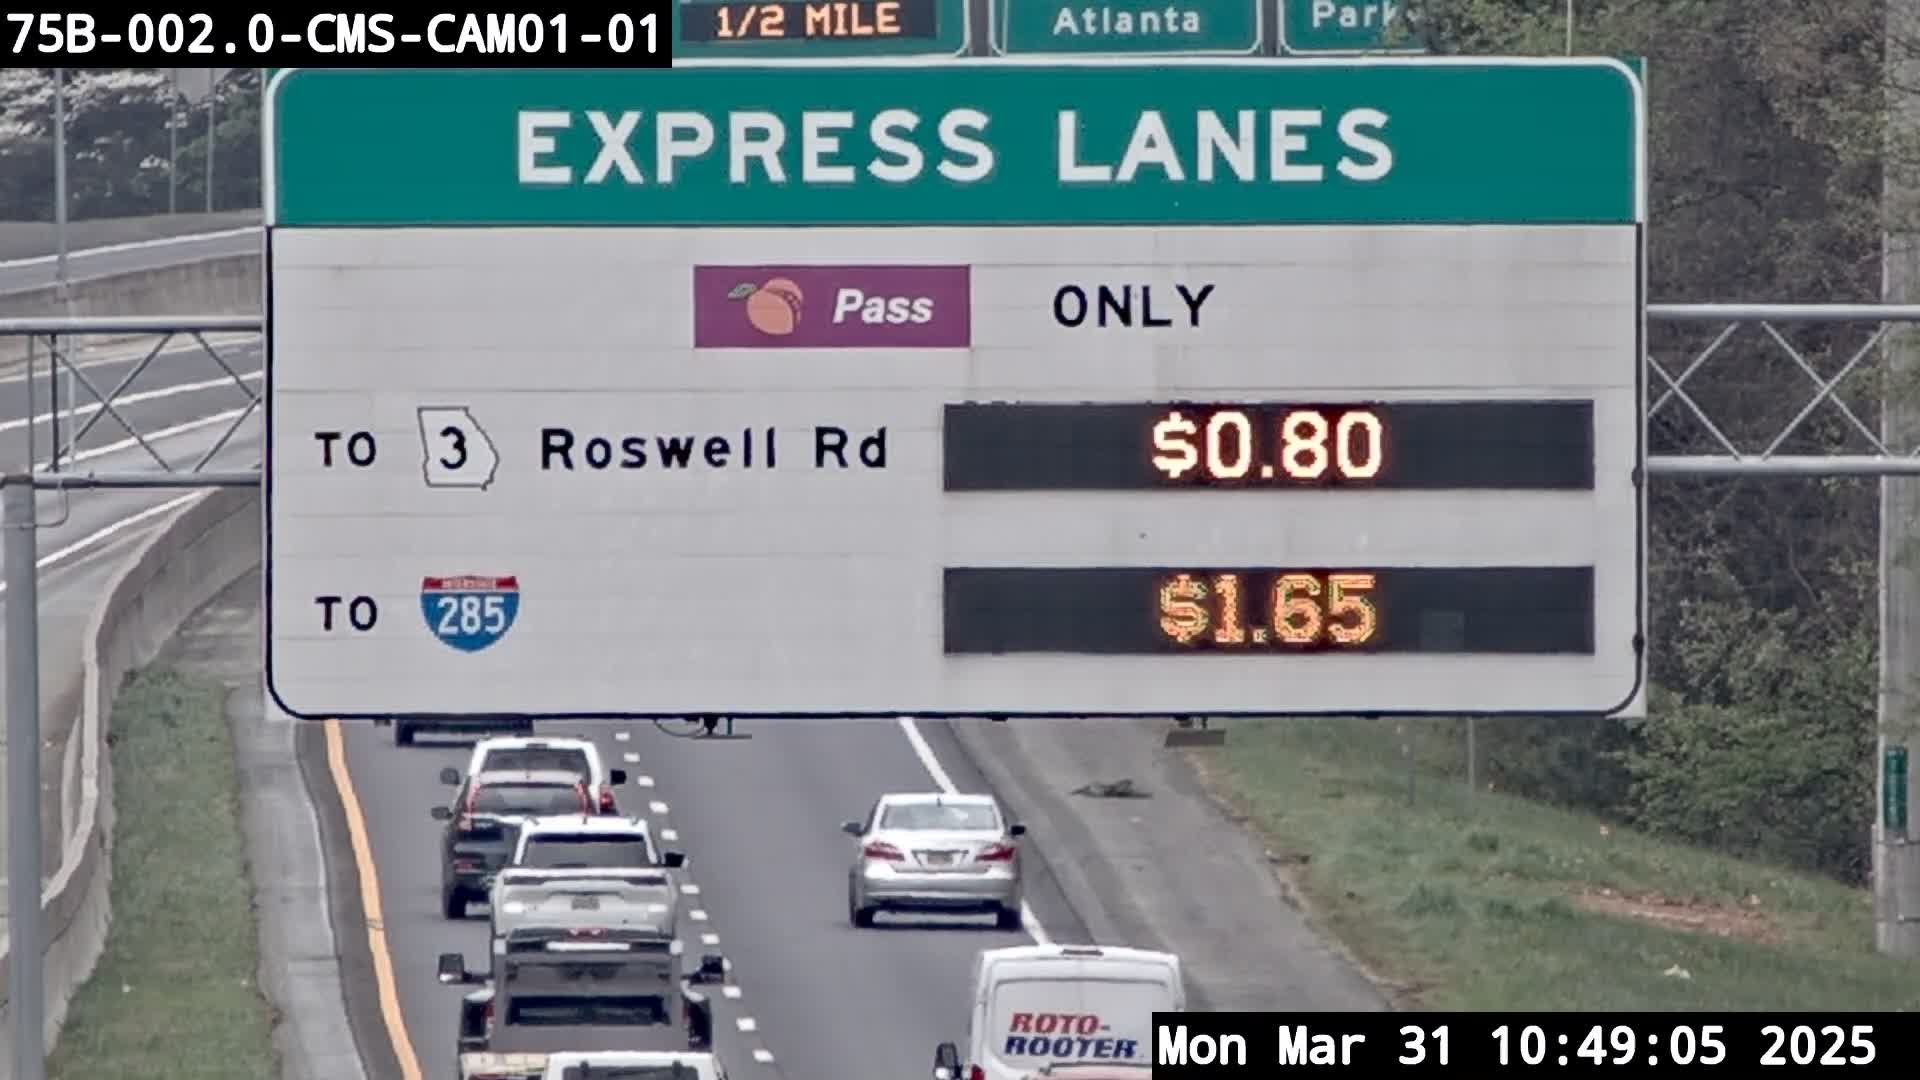 75B-002.0-CMS-CAM01-01
1/2 MILE
Atlanta
Park
EXPRESS LANES
Pass ONLY
TO 3 Roswell Rd $0.80
TO INTERSTATE 285 $1.65
ROTO-
ROOTER
Mon Mar 31 10:49:05 2025